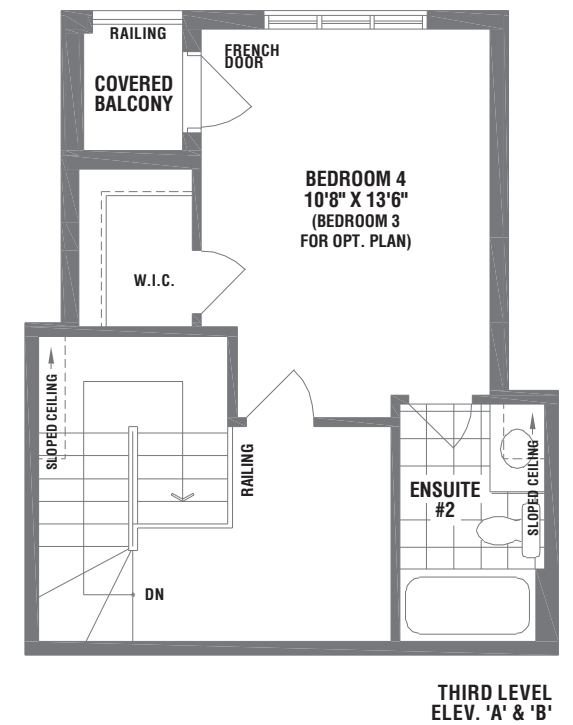 RAILING
COVERED
BALCONY
FRENCH
DOOR
BEDROOM 4
10'8" X 13'6"
(BEDROOM 3
FOR OPT. PLAN)
W.I.C.
SLOPED CEILING
RAILING
ENSUITE
#2
SLOPED CEILING
DN
THIRD LEVEL
ELEV. 'A' & 'B'